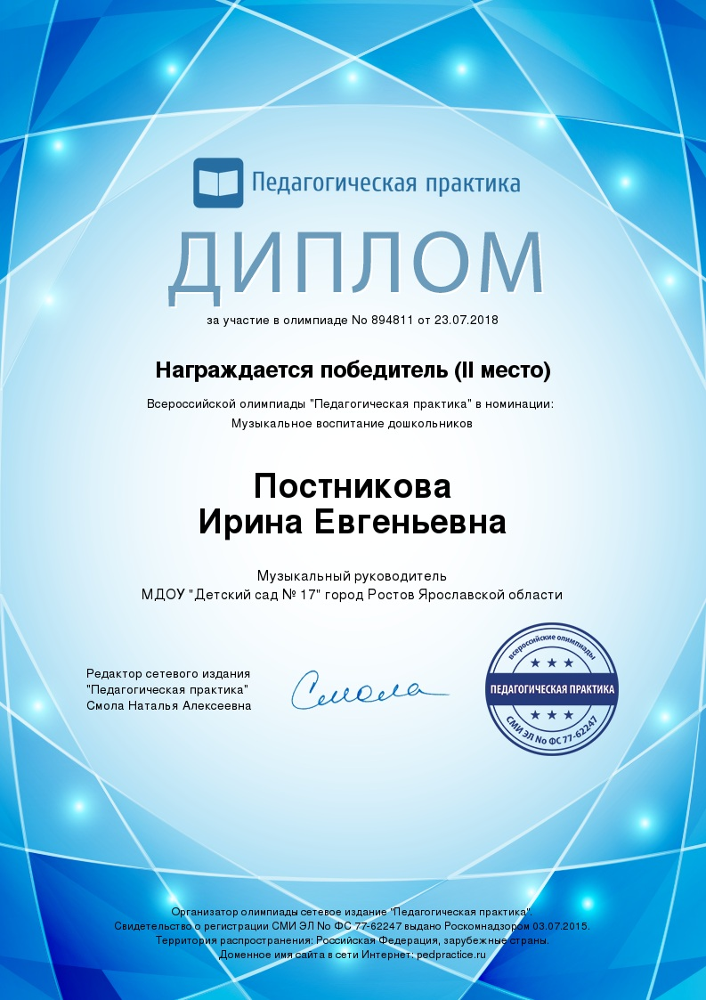 Педагогическая практика
ДИПЛОМ
за участие в олимпиаде No 894811 от 23.07.2018
Награждается победитель (II место)
Всероссийской олимпиады "Педагогическая практика" в номинации:
Музыкальное воспитание дошкольников
Постникова
Ирина Евгеньевна
Музыкальный руководитель
МДОУ "Детский сад № 17" город Ростов Ярославской области
Редактор сетевого издания
"Педагогическая практика"
Смола Наталья Алексеевна
Смола
всероссийские олимпиады
ПЕДАГОГИЧЕСКАЯ ПРАКТИКА
СМИ ЭЛ No ФС 77-62247
Организатор олимпиады сетевое издание "Педагогическая практика".
Свидетельство о регистрации СМИ ЭЛ No ФС 77-62247 выдано Роскомнадзором 03.07.2015.
Территория распространения: Российская Федерация, зарубежные страны.
Доменное имя сайта в сети Интернет: pedpractice.ru